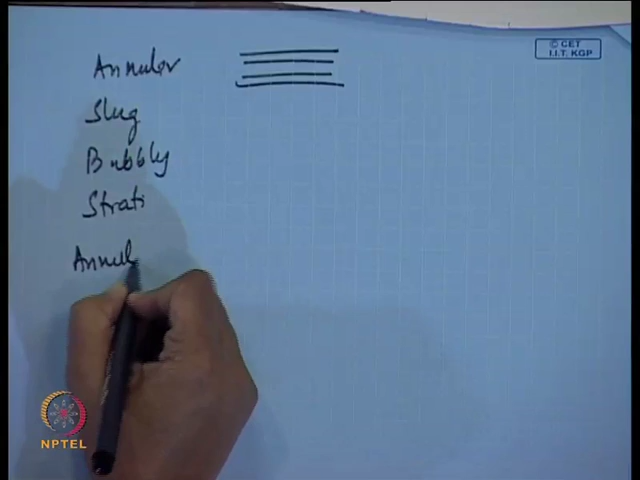 Annular
© CET
I.I.T. KGP
Slug
Bubbly
Strati
Annul
NPTEL